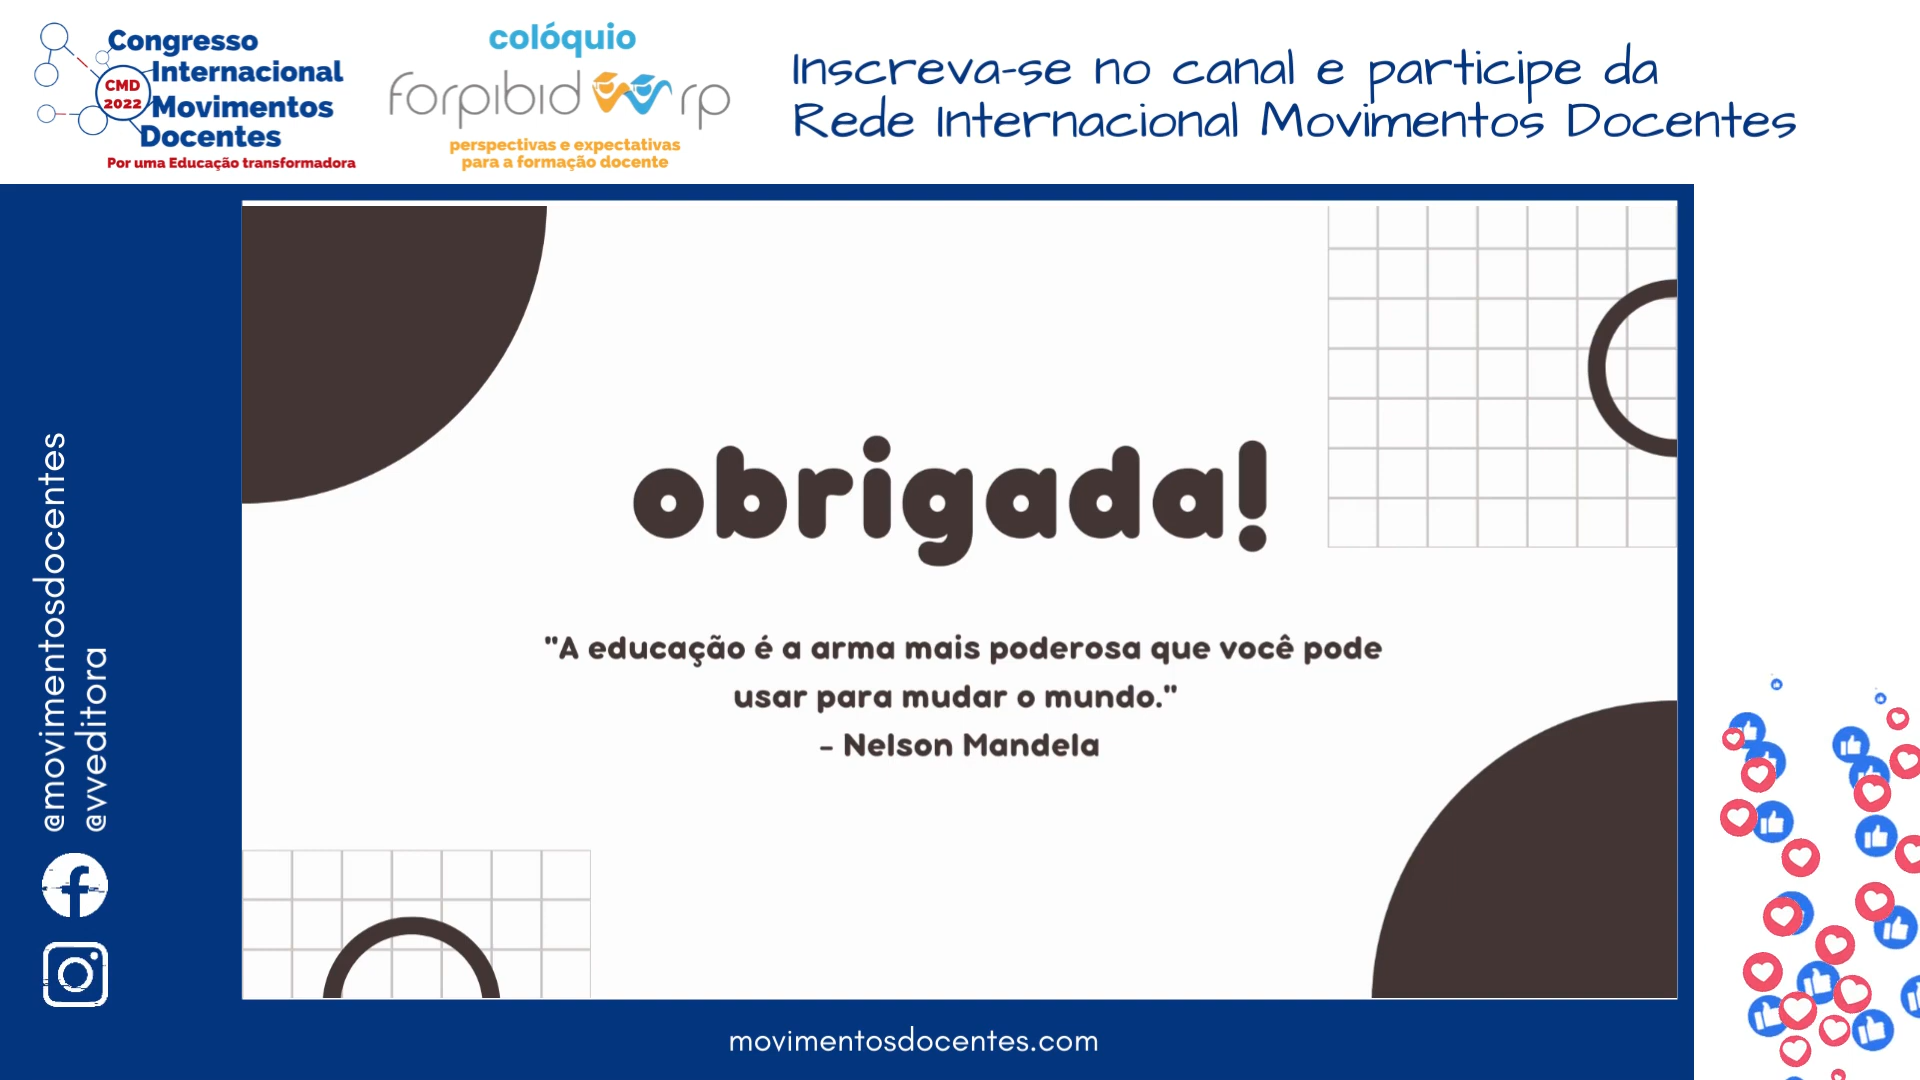 Congresso
Internacional
Movimentos
Docentes
CMD
2022
Por uma Educação transformadora
colóquio
forpibid rp
perspectivas e expectativas
para a formação docente
Inscreva-se no canal e participe da
Rede Internacional Movimentos Docentes
@movimentosdocentes
@vveditora
obrigada!
"A educação é a arma mais poderosa que você pode
usar para mudar o mundo."
- Nelson Mandela
movimentosdocentes.com